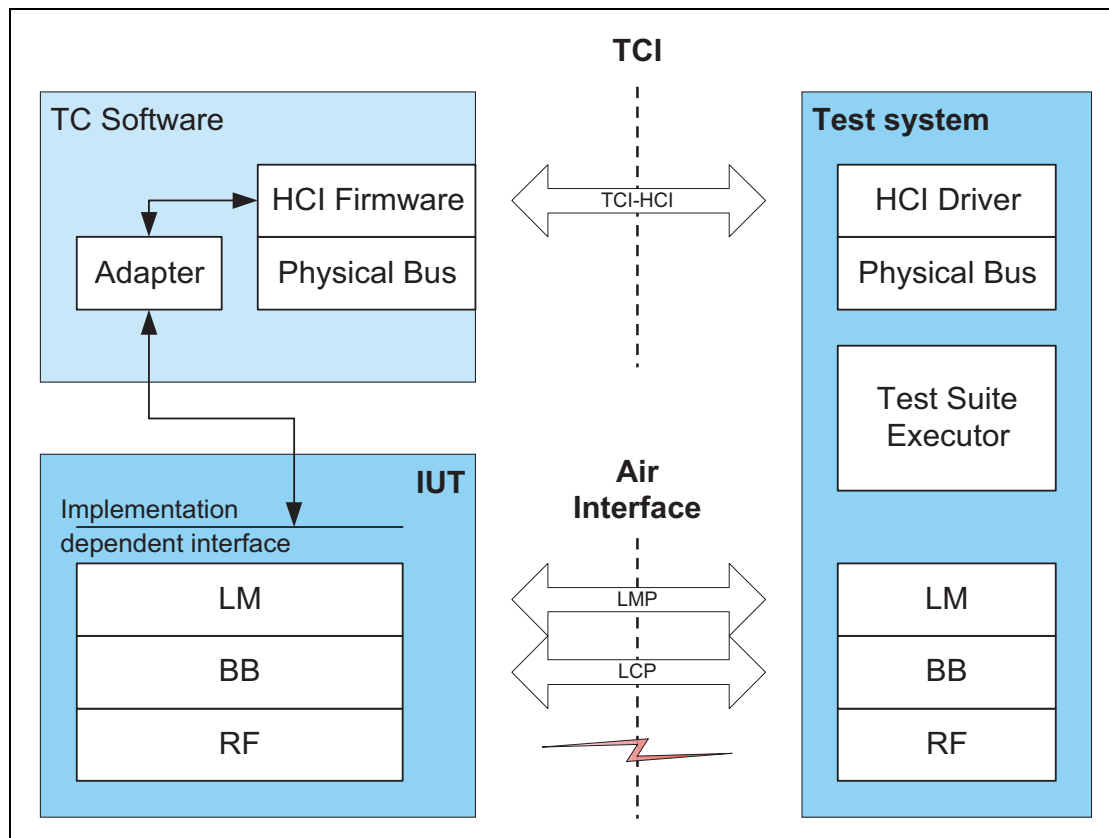 TCI
TC Software
HCI Firmware
Physical Bus
Adapter
TCI-HCI
Test system
HCI Driver
Physical Bus
Test Suite
Executor
IUT
Implementation
dependent interface
LM
BB
RF
Air
Interface
LMP
LCP
LM
BB
RF